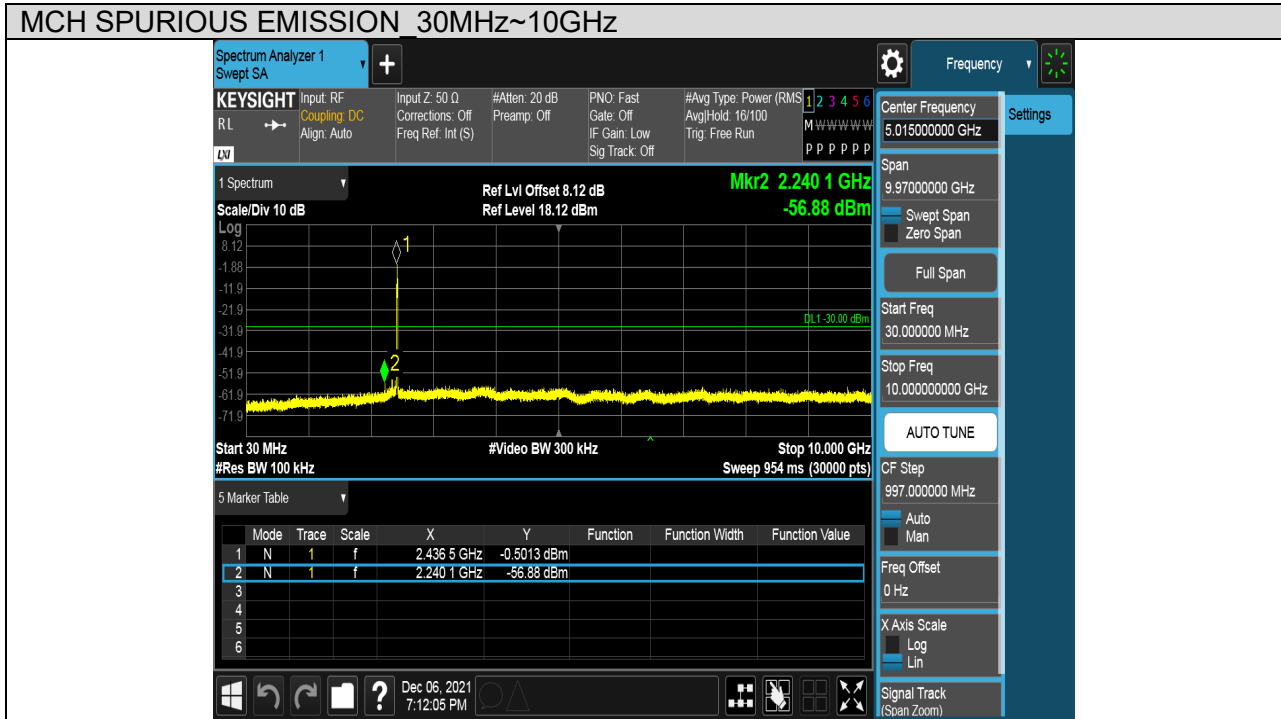 MCH SPURIOUS EMISSION_30MHz~10GHz
Spectrum Analyzer 1
Swept SA
+
Frequency
KEYSIGHT
RL
LXI
Input: RF
Coupling: DC
Align: Auto
Input Z: 50 Ω
Corrections: Off
Freq Ref: Int (S)
#Atten: 20 dB
Preamp: Off
PNO: Fast
Gate: Off
IF Gain: Low
Sig Track: Off
#Avg Type: Power (RMS
Avg|Hold: 16/100
Trig: Free Run
1 2 3 4 5 6
M W W W W W
P P P P P P
1 Spectrum
Scale/Div 10 dB
Ref Lvl Offset 8.12 dB
Ref Level 18.12 dBm
Mkr2 2.240 1 GHz
-56.88 dBm
Log
8.12
-1.88
-11.9
-21.9
-31.9
-41.9
-51.9
-61.9
-71.9
1
2
DL1 -30.00 dBm
Start 30 MHz
#Video BW 300 kHz
Stop 10.000 GHz
#Res BW 100 kHz
Sweep 954 ms (30000 pts)
5 Marker Table
Mode Trace Scale X Y Function Function Width Function Value
1 N 1 f 2.436 5 GHz -0.5013 dBm
2 N 1 f 2.240 1 GHz -56.88 dBm
3
4
5
6
?
Dec 06, 2021
7:12:05 PM
Center Frequency
5.015000000 GHz
Settings
Span
9.97000000 GHz
Swept Span
Zero Span
Full Span
Start Freq
30.000000 MHz
Stop Freq
10.000000000 GHz
AUTO TUNE
CF Step
997.000000 MHz
Auto
Man
Freq Offset
0 Hz
X Axis Scale
Log
Lin
Signal Track
(Span Zoom)